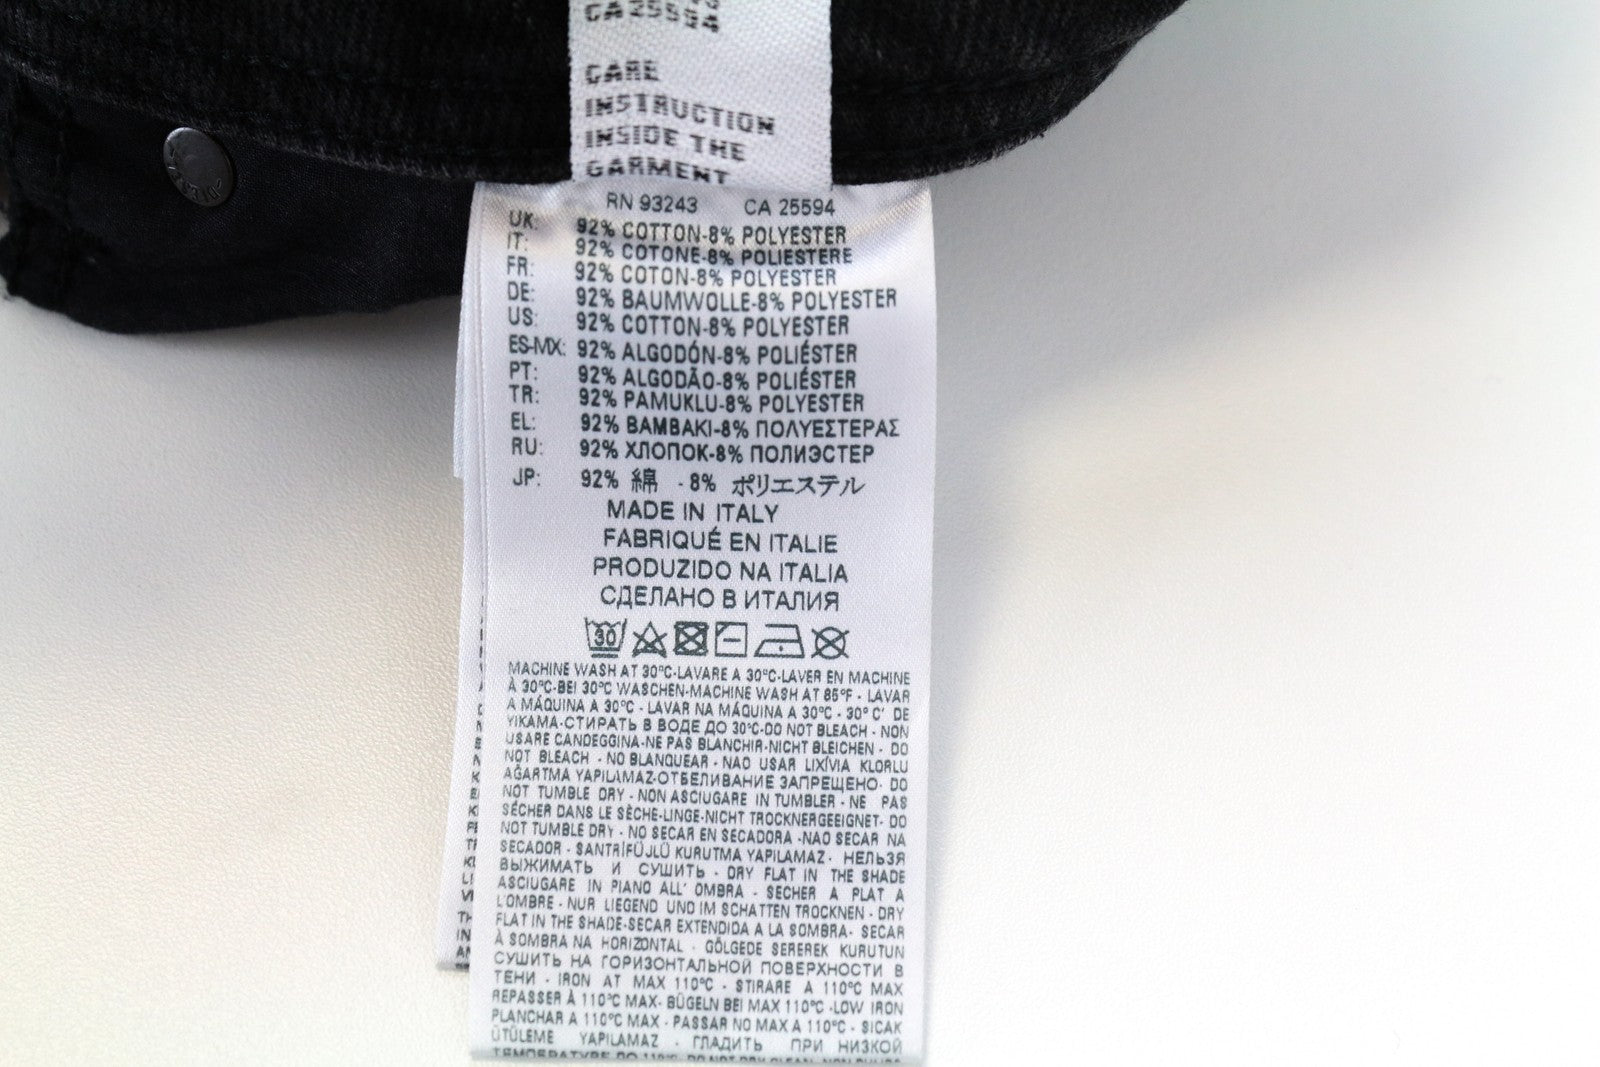 CA 25594
CARE
INSTRUCTION
INSIDE THE
GARMENT
RN 93243 CA 25594
UK: 92% COTTON-8% POLYESTER
IT: 92% COTONE-8% POLIESTERE
FR: 92% COTON-8% POLYESTER
DE: 92% BAUMWOLLE-8% POLYESTER
US: 92% COTTON-8% POLYESTER
ES-MX: 92% ALGODÓN-8% POLIÉSTER
PT: 92% ALGODÃO-8% POLIÉSTER
TR: 92% PAMUKLU-8% POLYESTER
EL: 92% BAMBAKI-8% ΠΟΛΥΕΣΤΕΡΑΣ
RU: 92% ХЛОПОК-8% ПОЛИЭСТЕР
JP: 92% 綿 - 8% ポリエステル
MADE IN ITALY
FABRIQUÉ EN ITALIE
PRODUZIDO NA ITALIA
СДЕЛАНО В ИТАЛИЯ
30
MACHINE WASH AT 30°C-LAVARE A 30°C-LAVER EN MACHINE
À 30°C-BEI 30°C WASCHEN-MACHINE WASH AT 85°F - LAVAR
A MÁQUINA A 30°C - LAVAR NA MÁQUINA A 30°C - 30° C' DE
YIKAMA-СТИРАТЬ В ВОДЕ ДО 30°C-DO NOT BLEACH - NON
USARE CANDEGGINA-NE PAS BLANCHIR-NICHT BLEICHEN - DO
NOT BLEACH - NO BLANQUEAR - NAO USAR LIXÍVIA KLORLU
AĞARTMA YAPILAMAZ-ОТБЕЛИВАНИЕ ЗАПРЕЩЕНО- DO
NOT TUMBLE DRY - NON ASCIUGARE IN TUMBLER - NE PAS
SÉCHER DANS LE SÈCHE-LINGE-NICHT TROCKNERGEEIGNET- DO
NOT TUMBLE DRY - NO SECAR EN SECADORA -NAO SECAR NA
SECADOR - SANTRİFÜJLÜ KURUTMA YAPILAMAZ - НЕЛЬЗЯ
ВЫЖИМАТЬ И СУШИТЬ - DRY FLAT IN THE SHADE
ASCIUGARE IN PIANO ALL' OMBRA - SECHER A PLAT A
L'OMBRE - NUR LIEGEND UND IM SCHATTEN TROCKNEN - DRY
FLAT IN THE SHADE-SECAR EXTENDIDA A LA SOMBRA- SECAR
À SOMBRA NA HORIZONTAL - GÖLGEDE SEREREK KURUTUN
СУШИТЬ НА ГОРИЗОНТАЛЬНОЙ ПОВЕРХНОСТИ В
ТЕНИ - IRON AT MAX 110°C - STIRARE A 110°C MAX
REPASSER À 110°C MAX- BÜGELN BEI MAX 110°C -LOW IRON
PLANCHAR A 110°C MAX - PASSAR NO MAX A 110°C - SICAK
ÜTÜLEME YAPILAMAZ - ГЛАДИТЬ ПРИ НИЗКОЙ